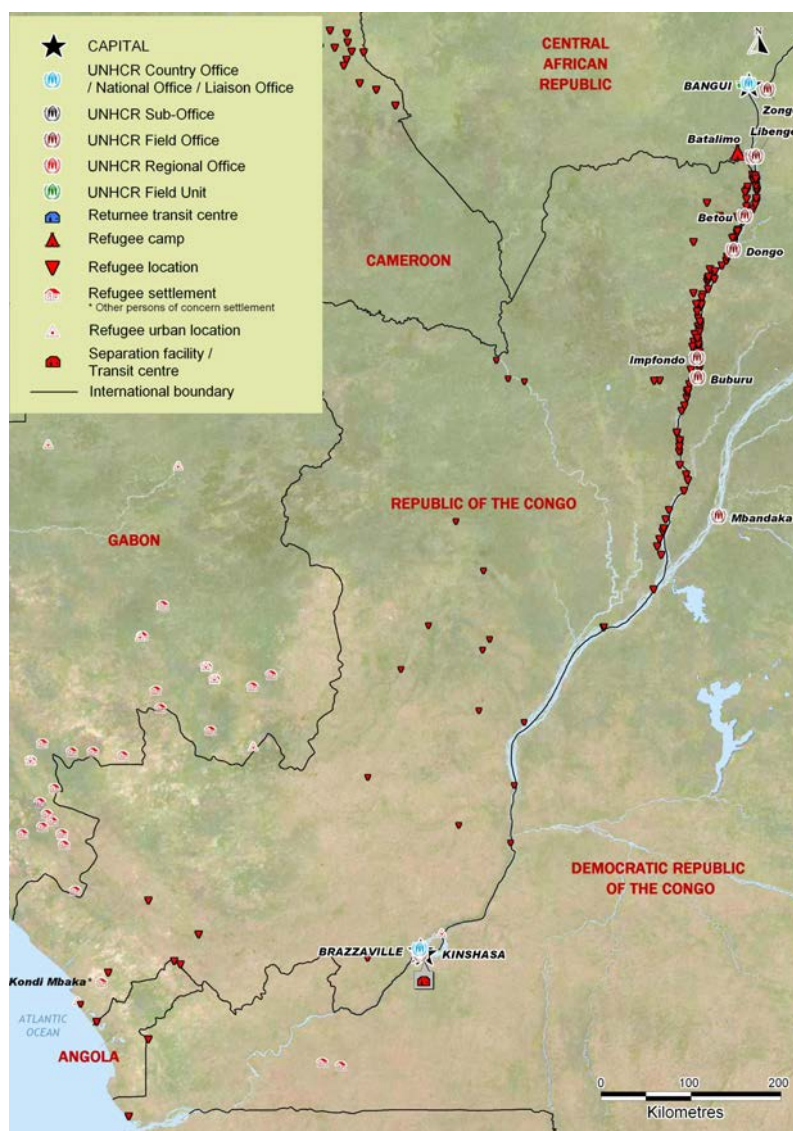 CAPITAL
UNHCR Country Office
/ National Office / Liaison Office
UNHCR Sub-Office
UNHCR Field Office
UNHCR Regional Office
UNHCR Field Unit
Returnee transit centre
Refugee camp
Refugee location
Refugee settlement
* Other persons of concern settlement
Refugee urban location
Separation facility /
Transit centre
International boundary
CENTRAL
AFRICAN
REPUBLIC
N
BANGUI
Zongo
Libenge
Batalimo
Betou
Dongo
CAMEROON
Impfondo
Buburu
REPUBLIC OF THE CONGO
Mbandaka
GABON
DEMOCRATIC REPUBLIC
OF THE CONGO
BRAZZAVILLE
KINSHASA
Kondi Mbaka*
ATLANTIC
OCEAN
ANGOLA
0 100 200
Kilometres